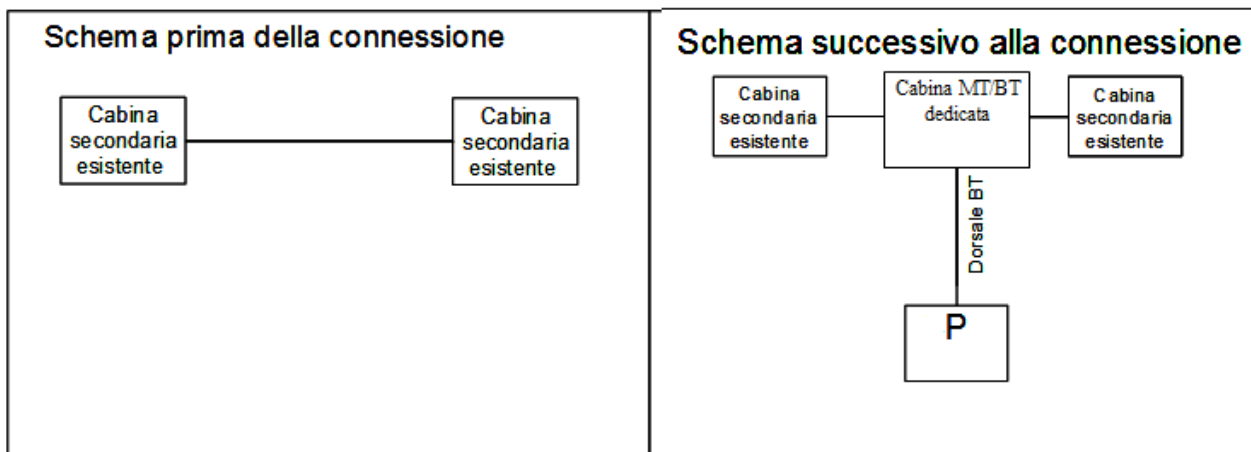 Schema prima della connessione
Cabina
secondaria
esistente
Cabina
secondaria
esistente
Schema successivo alla connessione
Cabina
secondaria
esistente
Cabina MT/BT
dedicata
Cabina
secondaria
esistente
Dorsale BT
P